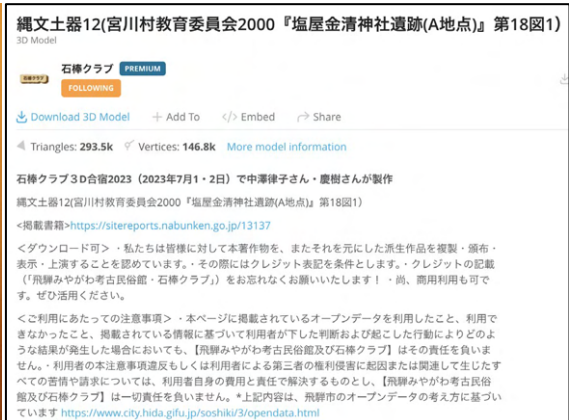 縄文土器12(宮川村教育委員会2000『塩屋金清神社遺跡(A地点)』第18図1)
3D Model
石棒クラブ PREMIUM
FOLLOWING
Download 3D Model + Add To </> Embed Share
Triangles: 293.5k Vertices: 146.8k More model information
石棒クラブ3D合宿2023（2023年7月1・2日）で中澤律子さん・慶樹さんが製作
縄文土器12(宮川村教育委員会2000『塩屋金清神社遺跡(A地点)』第18図1)
<掲載書籍>https://sitereports.nabunken.go.jp/13137
＜ダウンロード可＞ ・私たちは皆様に対して本著作物を、またそれを元にした派生作品を複製・頒布・
表示・上演することを認めています。・その際にはクレジット表記を条件とします。・クレジットの記載
（「飛騨みやがわ考古民俗館・石棒クラブ」）をお忘れなくお願いいたします！ ・尚、商用利用も可で
す。ぜひ活用ください。
＜ご利用にあたっての注意事項＞ ・本ページに掲載されているオープンデータを利用したこと、利用で
きなかったこと、掲載されている情報に基づいて利用者が下した判断および起こした行動によりどのよ
うな結果が発生した場合においても、【飛騨みやがわ考古民俗館及び石棒クラブ】はその責任を負いま
せん。・利用者の本注意事項違反もしくは利用者による第三者の権利侵害に起因または関連して生じたす
べての苦情や請求については、利用者自身の費用と責任で解決するものとし、【飛騨みやがわ考古民俗
館及び石棒クラブ】は一切責任を負いません。*上記内容は、飛騨市のオープンデータの考え方に基づい
ています https://www.city.hida.gifu.jp/soshiki/3/opendata.html